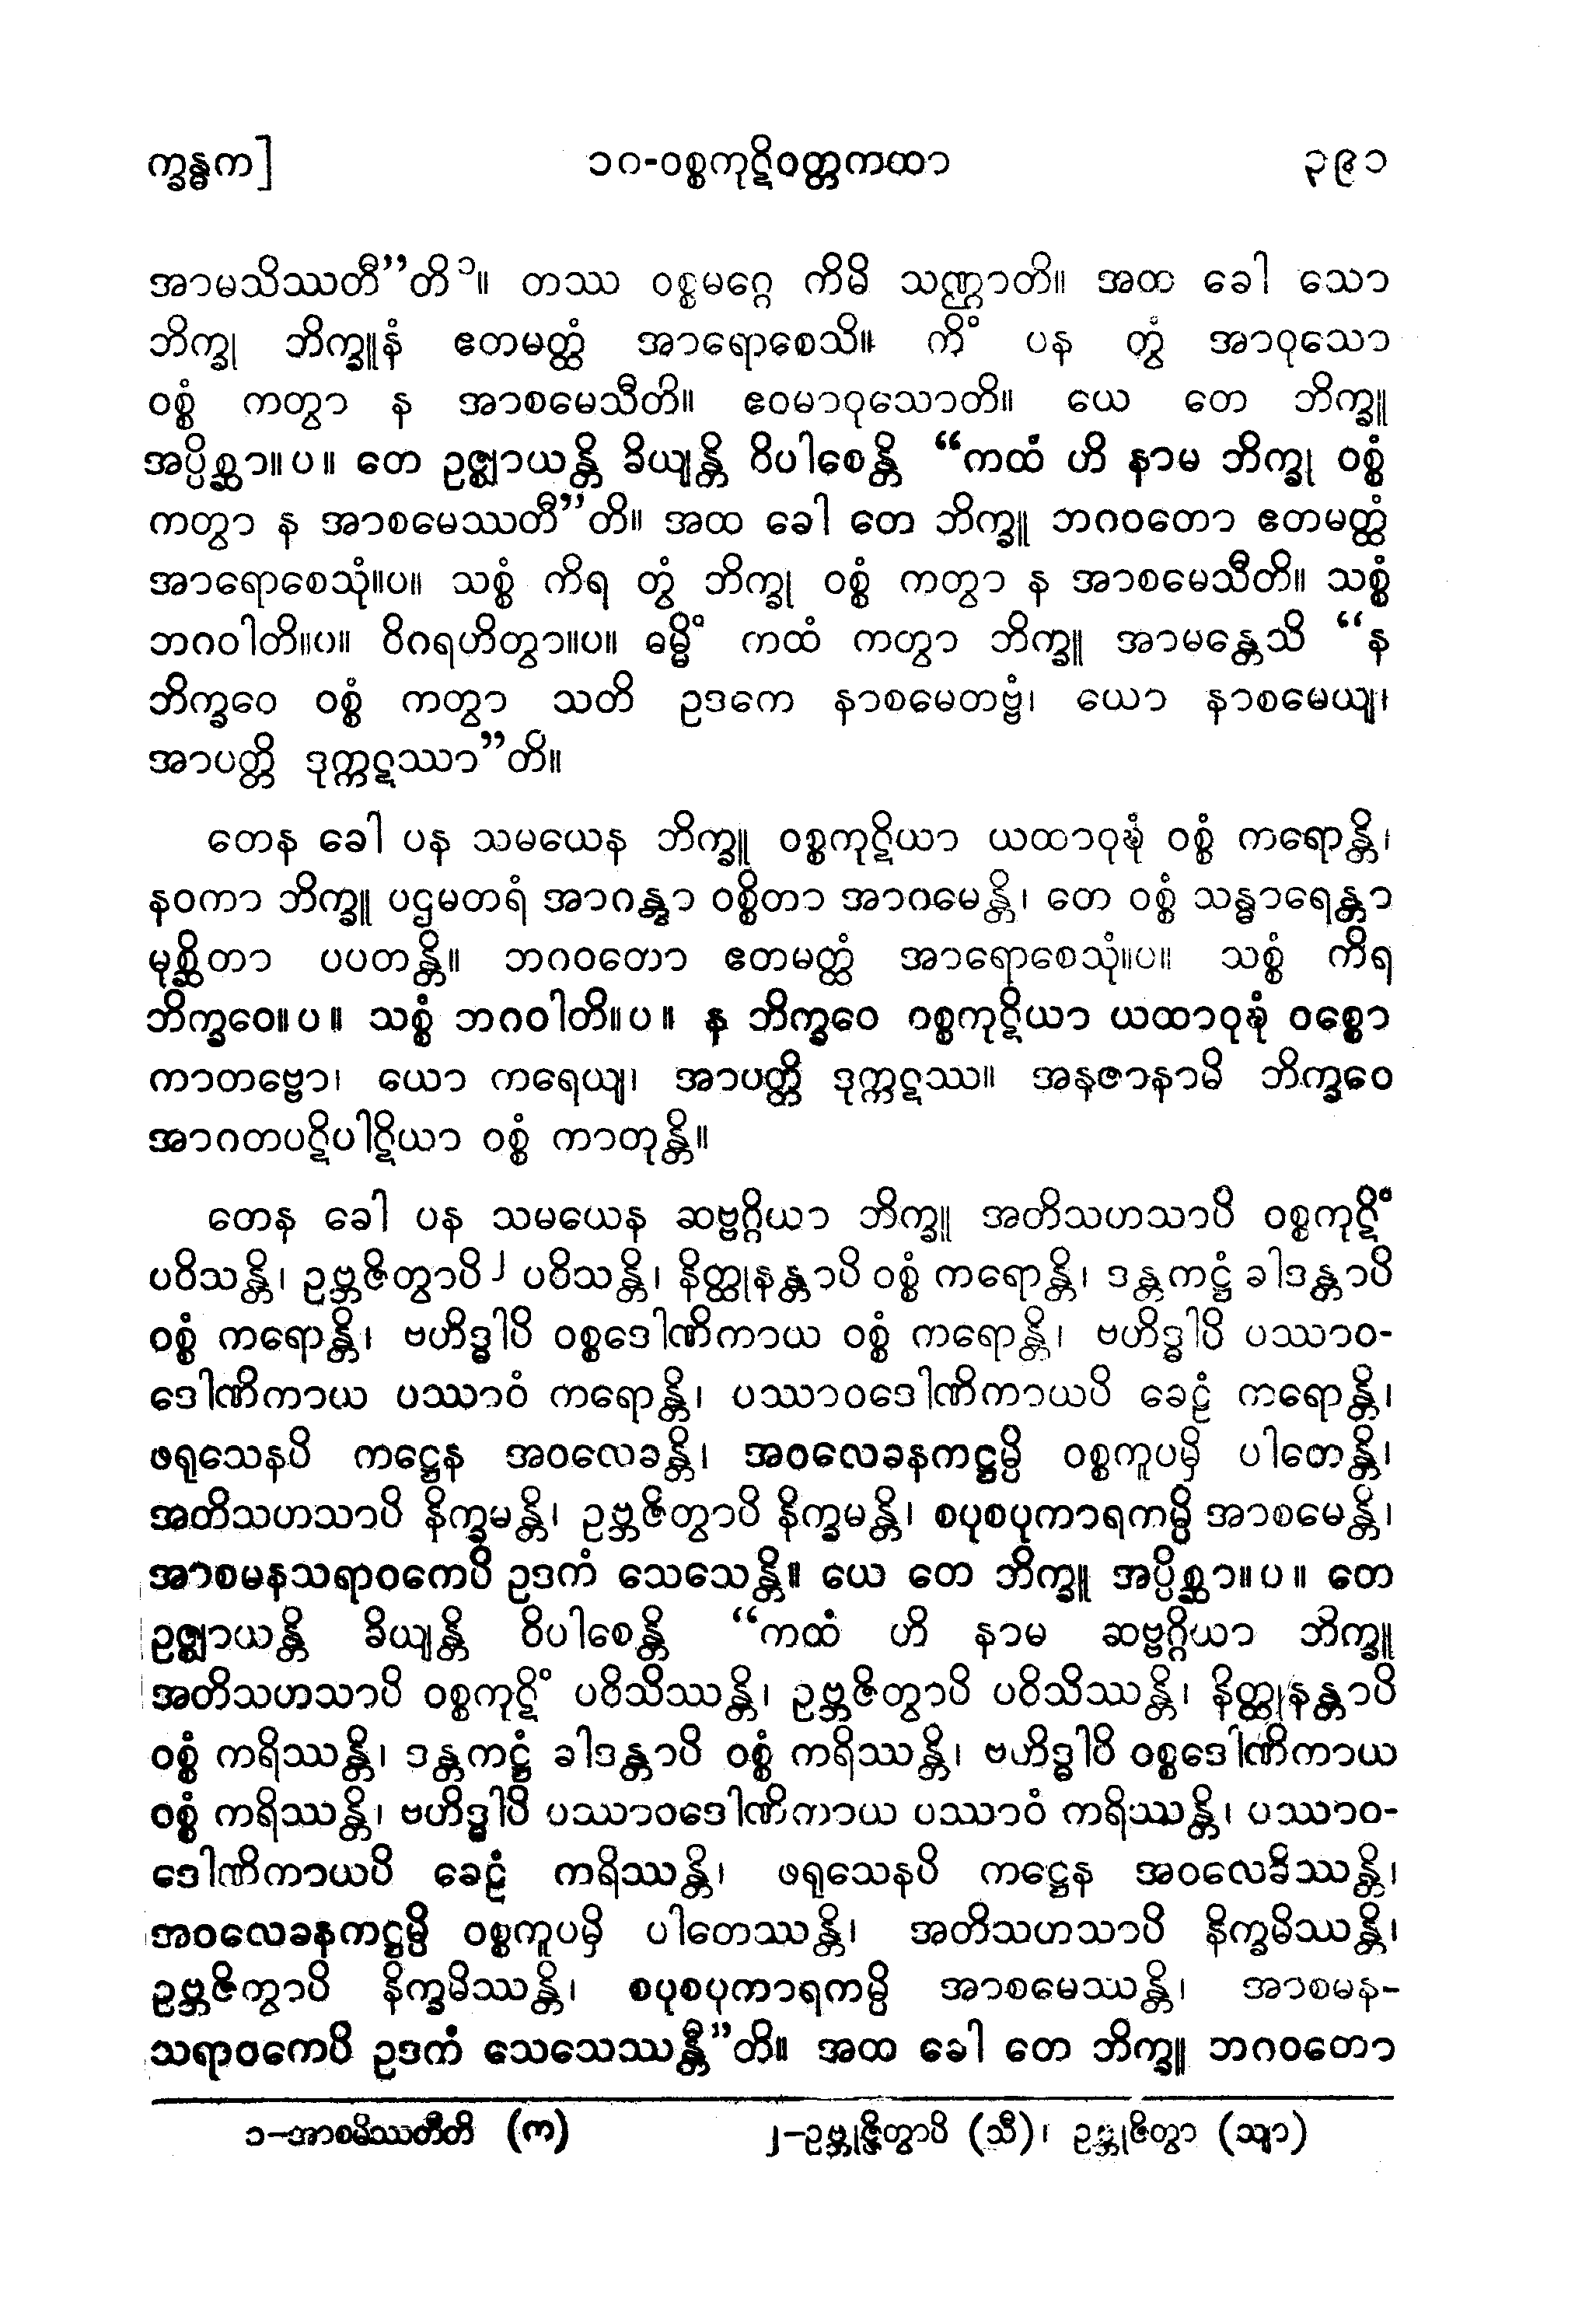 က္ခန္ဓက] ၁၀-ဝစ္စကုဋိဝတ္တကထာ ၃၉၁
အာမသိဿတီ”တိ၁။ တဿ ဝစ္စမဂ္ဂေ ကိမိ သဏ္ဌာတိ။ အထ ခေါ သော
ဘိက္ခု ဘိက္ခူနံ ဧတမတ္ထံ အာရောစေသိ။ ကိံ ပန တွံ အာဝုသော
ဝစ္စံ ကတွာ န အာစမေသီတိ။ ဧဝမာဝုသောတိ။ ယေ တေ ဘိက္ခူ
အပ္ပိစ္ဆာ။ပ။ တေ ဥဇ္ဈာယန္တိ ခိယျန္တိ ဝိပါစေန္တိ “ကထံ ဟိ နာမ ဘိက္ခု ဝစ္စံ
ကတွာ န အာစမေဿတီ”တိ။ အထ ခေါ တေ ဘိက္ခူ ဘဂဝတော ဧတမတ္ထံ
အာရောစေသုံ။ပ။ သစ္စံ ကိရ တွံ ဘိက္ခု ဝစ္စံ ကတွာ န အာစမေသီတိ။ သစ္စံ
ဘဂဝါတိ။ပ။ ဝိဂရဟိတွာ။ပ။ ဓမ္မိံ ကထံ ကတွာ ဘိက္ခူ အာမန္တေသိ “န
ဘိက္ခဝေ ဝစ္စံ ကတွာ သတိ ဥဒကေ နာစမေတဗ္ဗံ၊ ယော နာစမေယျ၊
အာပတ္တိ ဒုက္ကဋဿာ”တိ။
တေန ခေါ ပန သမယေန ဘိက္ခူ ဝစ္စကုဋိယာ ယထာဝုဍ္ဎံ ဝစ္စံ ကရောန္တိ၊
နဝကာ ဘိက္ခူ ပဌမတရံ အာဂန္တွာ ဝစ္စိတာ အာဂမေန္တိ၊ တေ ဝစ္စံ သန္ဓာရေန္တာ
မုစ္ဆိတာ ပပတန္တိ။ ဘဂဝတော ဧတမတ္ထံ အာရောစေသုံ။ပ။ သစ္စံ ကိရ
ဘိက္ခဝေ။ပ။ သစ္စံ ဘဂဝါတိ။ပ။ န ဘိက္ခဝေ ဝစ္စကုဋိယာ ယထာဝုဍ္ဎံ ဝစ္စော
ကာတဗ္ဗော၊ ယော ကရေယျ၊ အာပတ္တိ ဒုက္ကဋဿ။ အနုဇာနာမိ ဘိက္ခဝေ
အာဂတပဋိပါဋိယာ ဝစ္စံ ကာတုန္တိ။
တေန ခေါ ပန သမယေန ဆဗ္ဗဂ္ဂိယာ ဘိက္ခူ အတိသဟသာပိ ဝစ္စကုဋိံ
ပဝိသန္တိ၊ ဥဗ္ဘဇိတွာပိ၂ ပဝိသန္တိ၊ နိတ္ထုနန္တာပိ ဝစ္စံ ကရောန္တိ၊ ဒန္တကဋ္ဌံ ခါဒန္တာပိ
ဝစ္စံ ကရောန္တိ၊ ဗဟိဒ္ဓါပိ ဝစ္စဒေါဏိကာယ ဝစ္စံ ကရောန္တိ၊ ဗဟိဒ္ဓါပိ ပဿာဝ-
ဒေါဏိကာယ ပဿာဝံ ကရောန္တိ၊ ပဿာဝဒေါဏိကာယပိ ခေဠံ ကရောန္တိ၊
ဖရုသေနပိ ကဋ္ဌေန အဝလေခန္တိ၊ အဝလေခနကဋ္ဌမ္ပိ ဝစ္စကူပမှိ ပါတေန္တိ၊
အတိသဟသာပိ နိက္ခမန္တိ၊ ဥဗ္ဘဇိတွာပိ နိက္ခမန္တိ၊ စပုစပုကာရကမ္ပိ အာစမေန္တိ၊
အာစမနသရာဝကေပိ ဥဒကံ သေသေန္တိ။ ယေ တေ ဘိက္ခူ အပ္ပိစ္ဆာ။ပ။ တေ
ဥဇ္ဈာယန္တိ ခိယျန္တိ ဝိပါစေန္တိ “ကထံ ဟိ နာမ ဆဗ္ဗဂ္ဂိယာ ဘိက္ခူ
အတိသဟသာပိ ဝစ္စကုဋိံ ပဝိသိဿန္တိ၊ ဥဗ္ဘဇိတွာပိ ပဝိသိဿန္တိ၊ နိတ္ထုနန္တာပိ
ဝစ္စံ ကရိဿန္တိ၊ ဒန္တကဋ္ဌံ ခါဒန္တာပိ ဝစ္စံ ကရိဿန္တိ၊ ဗဟိဒ္ဓါပိ ဝစ္စဒေါဏိကာယ
ဝစ္စံ ကရိဿန္တိ၊ ဗဟိဒ္ဓါပိ ပဿာဝဒေါဏိကာယ ပဿာဝံ ကရိဿန္တိ၊ ပဿာဝ-
ဒေါဏိကာယပိ ခေဠံ ကရိဿန္တိ၊ ဖရုသေနပိ ကဋ္ဌေန အဝလေခိဿန္တိ၊
အဝလေခနကဋ္ဌမ္ပိ ဝစ္စကူပမှိ ပါတေဿန္တိ၊ အတိသဟသာပိ နိက္ခမိဿန္တိ၊
ဥဗ္ဘဇိတွာပိ နိက္ခမိဿန္တိ၊ စပုစပုကာရကမ္ပိ အာစမေဿန္တိ၊ အာစမန-
သရာဝကေပိ ဥဒကံ သေသေဿန္တီ”တိ။ အထ ခေါ တေ ဘိက္ခူ ဘဂဝတော
၁-အာစမိဿတီတိ (က) ၂-ဥဗ္ဘုဇ္ဇိတွာပိ (သီ)၊ ဥဗ္ဘုဇိတွာ (သျာ)